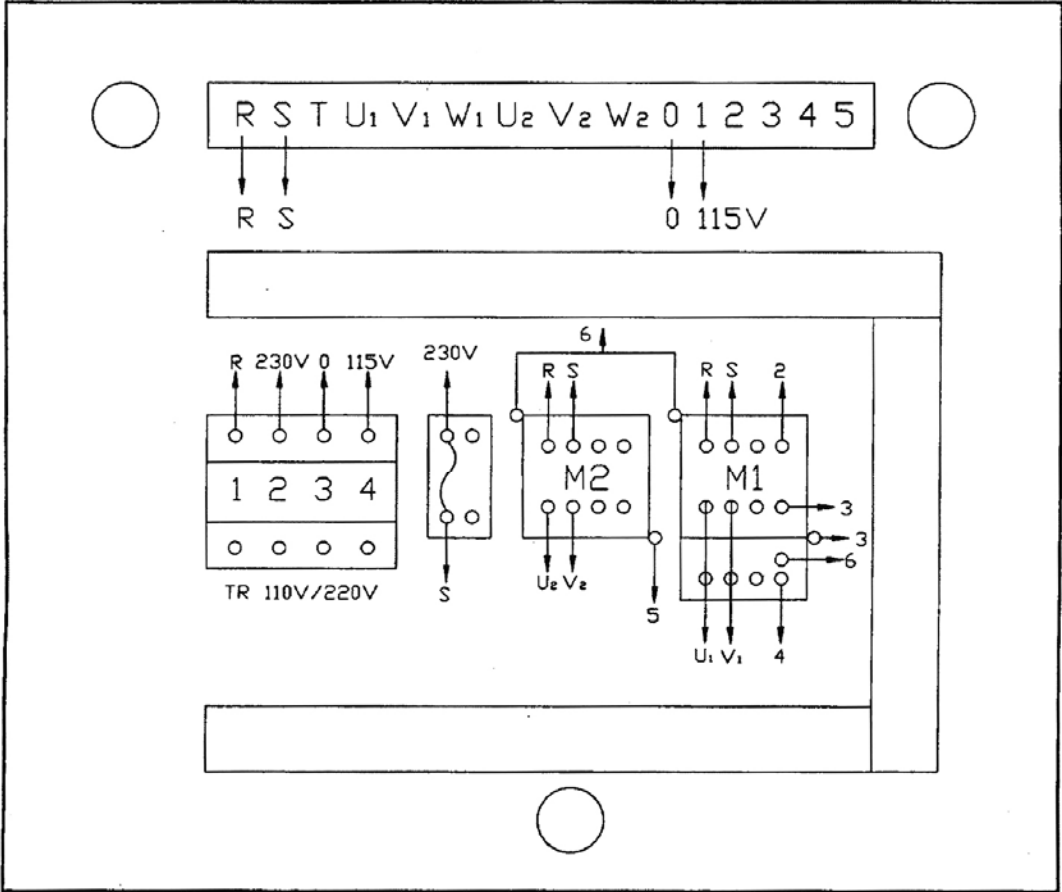 R S T U1 V1 W1 U2 V2 W2 0 1 2 3 4 5
R S 0 115V
6
R 230V 0 115V 230V R S R S 2
M2 M1
1 2 3 4
3
3
6
TR 110V/220V S U2 V2
5
U1 V1 4